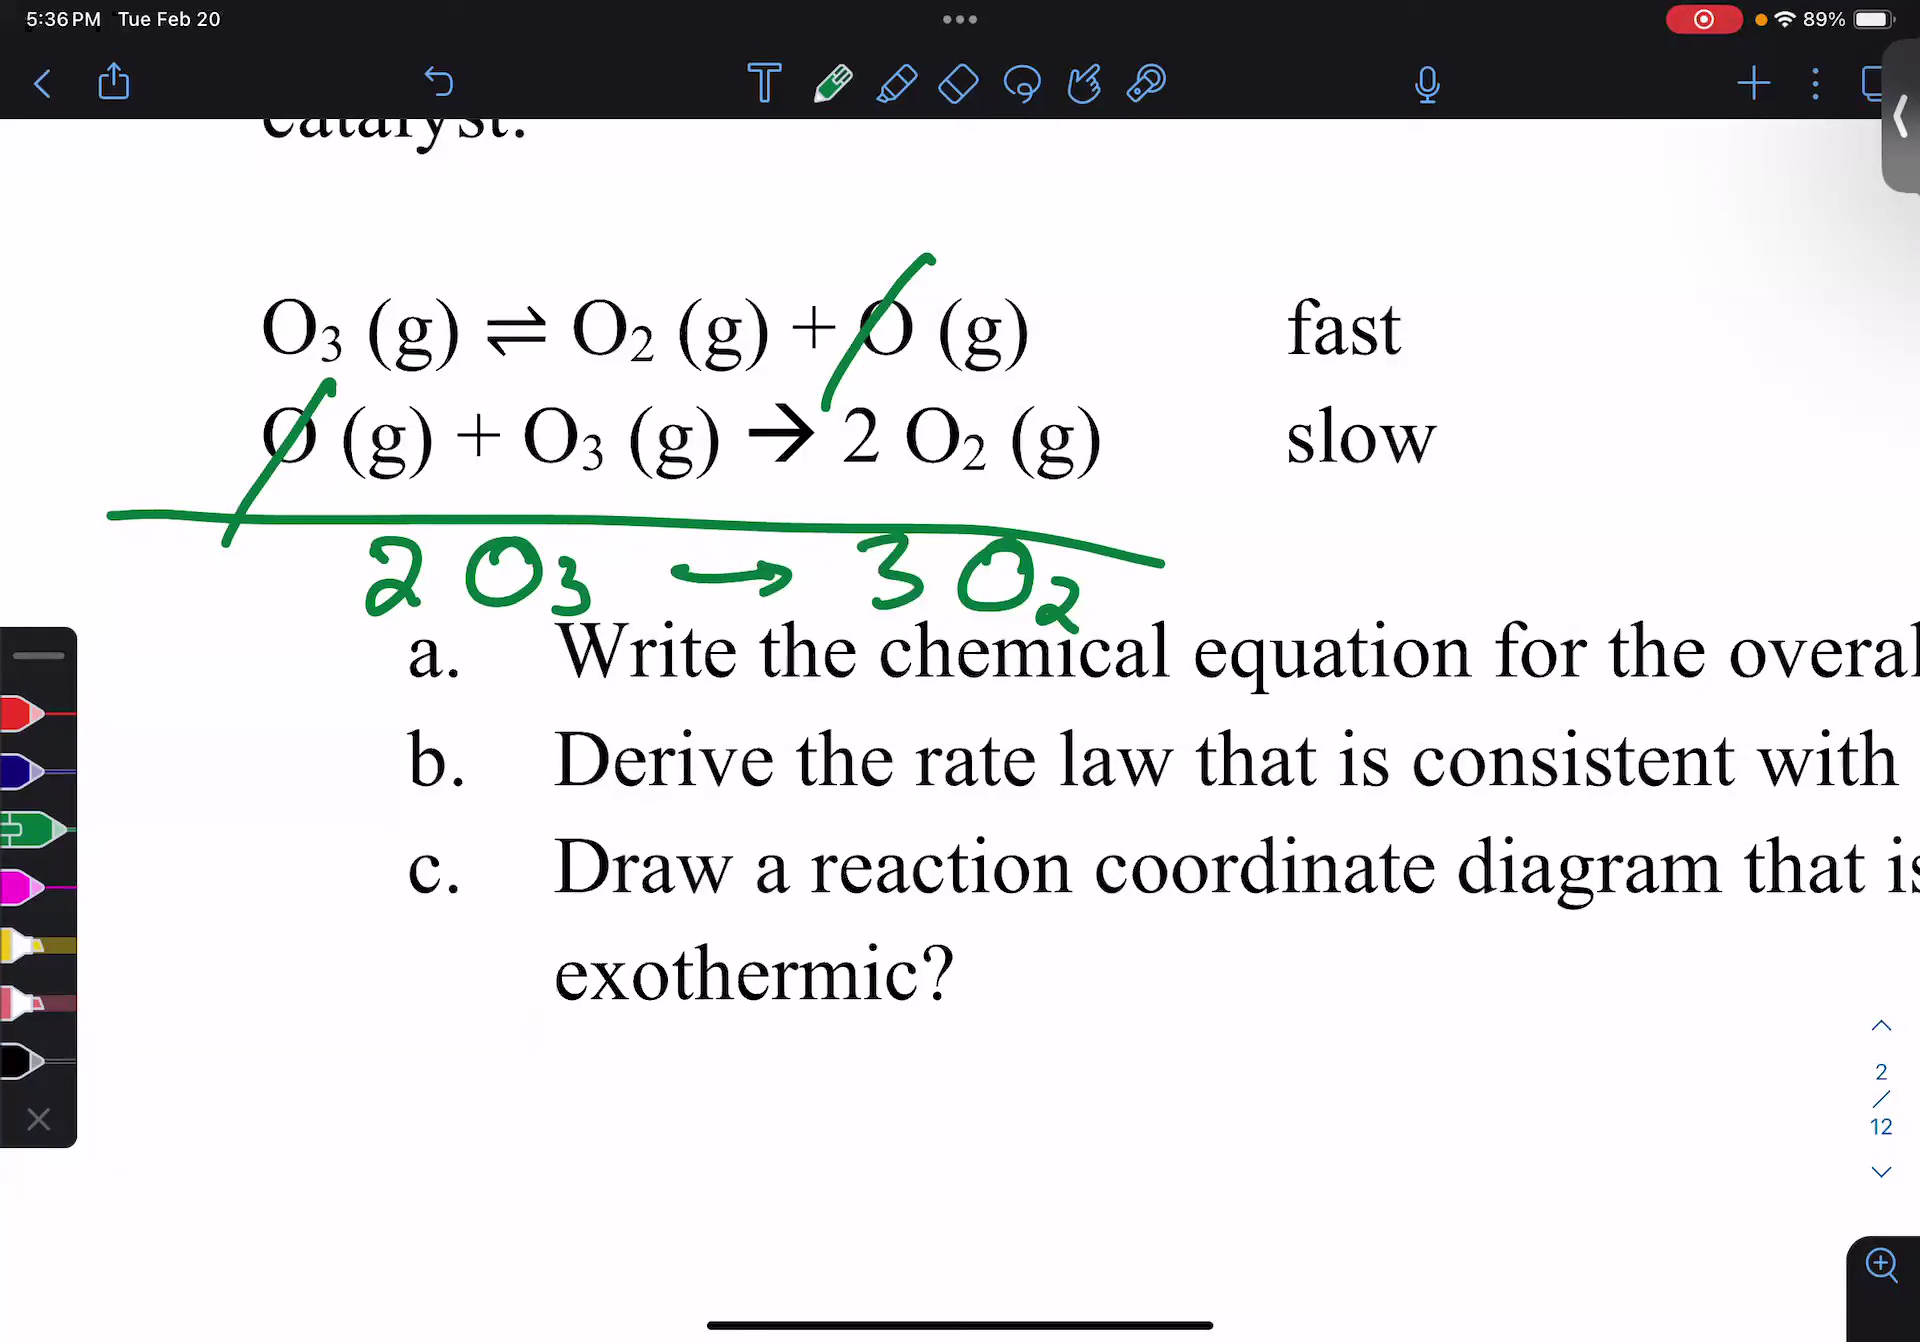 5:36 PM Tue Feb 20
89%
catalyst.
O₃ (g) ⇌ O₂ (g) + O (g) fast
O (g) + O₃ (g) → 2 O₂ (g) slow
2 O₃ → 3 O₂
a. Write the chemical equation for the overal
b. Derive the rate law that is consistent with
c. Draw a reaction coordinate diagram that is
exothermic?
2
/
12